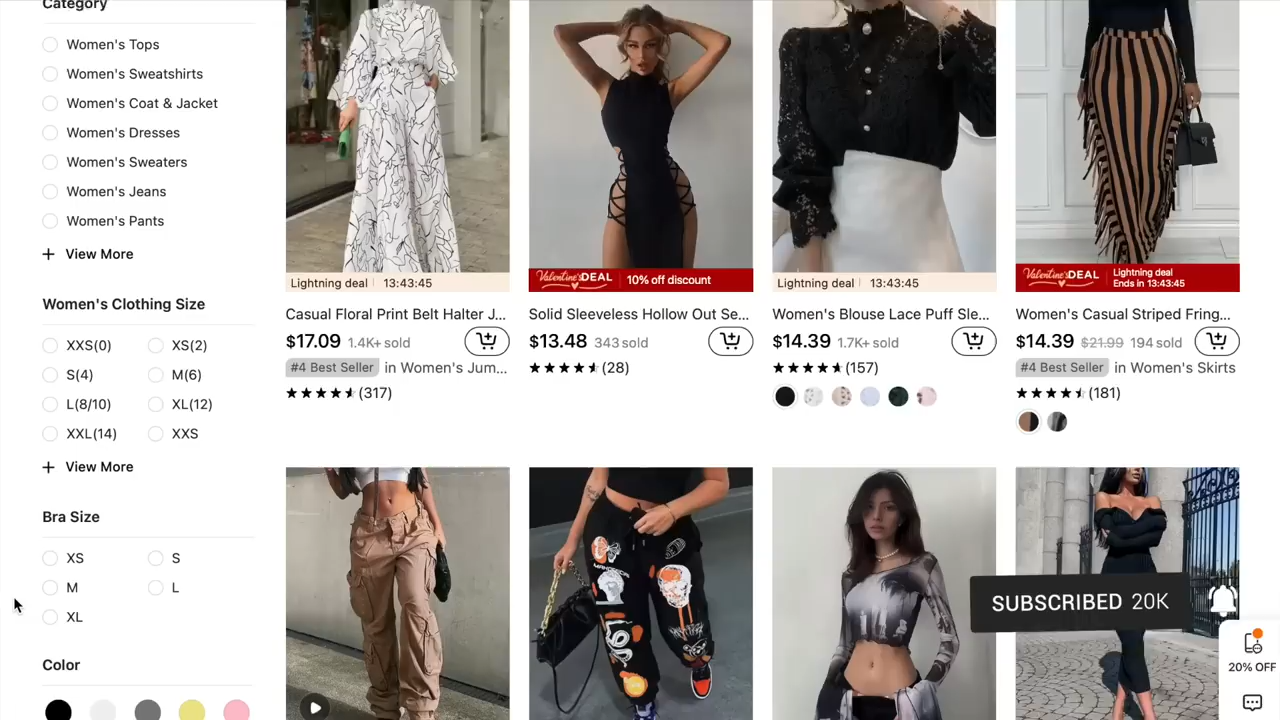 Category
Women's Tops
Women's Sweatshirts
Women's Coat & Jacket
Women's Dresses
Women's Sweaters
Women's Jeans
Women's Pants
+ View More
Women's Clothing Size
XXS(0) XS(2)
S(4) M(6)
L(8/10) XL(12)
XXL(14) XXS
+ View More
Bra Size
XS S
M L
XL
Color
Lightning deal 13:43:45
Casual Floral Print Belt Halter J...
$17.09 1.4K+ sold
#4 Best Seller in Women's Jum...
(317)
Valentine's DEAL 10% off discount
Solid Sleeveless Hollow Out Se...
$13.48 343 sold
(28)
Lightning deal 13:43:45
Women's Blouse Lace Puff Sle...
$14.39 1.7K+ sold
(157)
Valentine's DEAL
Lightning deal
Ends in 13:43:45
Women's Casual Striped Fring...
$14.39 $21.99 194 sold
#4 Best Seller in Women's Skirts
(181)
SUBSCRIBED 20K
20% OFF